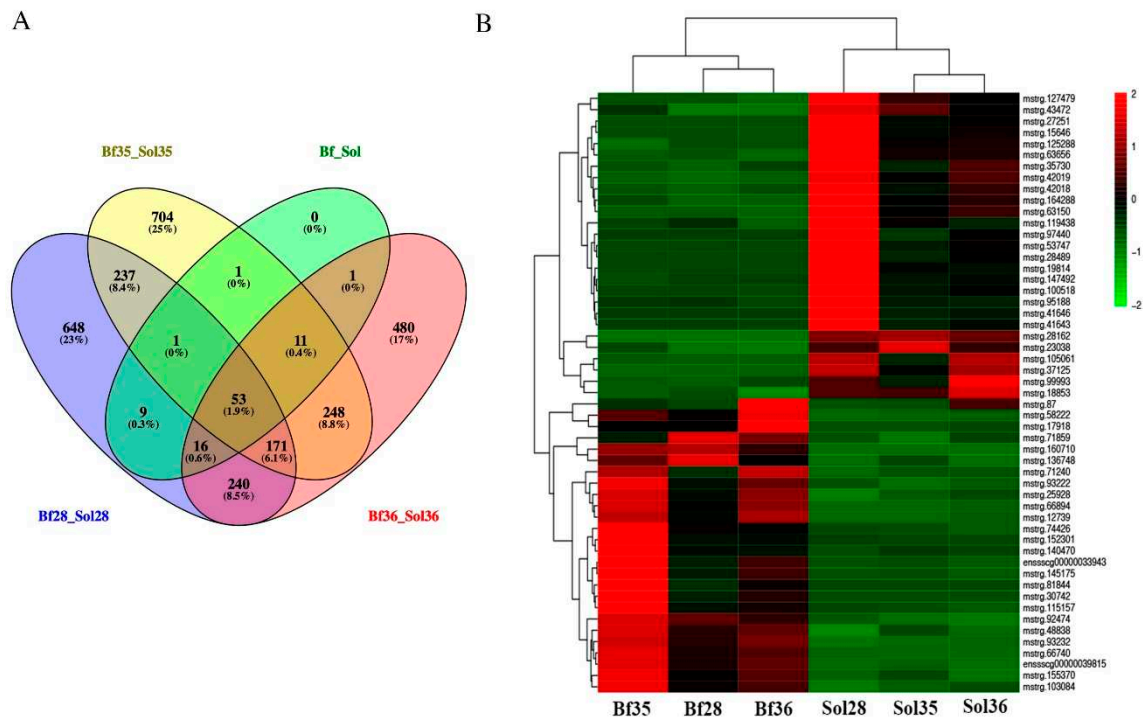 A
B
Bf35_Sol35
Bf_Sol
704
(25%)
0
(0%)
237
(8.4%)
1
(0%)
1
(0%)
648
(23%)
1
(0%)
11
(0.4%)
480
(17%)
53
(1.9%)
9
(0.3%)
248
(8.8%)
16
(0.6%)
171
(6.1%)
240
(8.5%)
Bf28_Sol28
Bf36_Sol36
mstrg.127479
mstrg.43472
mstrg.27251
mstrg.15646
mstrg.125288
mstrg.63656
mstrg.35730
mstrg.42019
mstrg.42018
mstrg.164288
mstrg.63150
mstrg.119438
mstrg.97440
mstrg.53747
mstrg.28489
mstrg.19814
mstrg.147492
mstrg.100518
mstrg.95188
mstrg.41646
mstrg.41643
mstrg.28162
mstrg.23038
mstrg.105061
mstrg.37125
mstrg.99993
mstrg.18853
mstrg.87
mstrg.58222
mstrg.17918
mstrg.71859
mstrg.160710
mstrg.136748
mstrg.71240
mstrg.93222
mstrg.25928
mstrg.66894
mstrg.12739
mstrg.74426
mstrg.152301
mstrg.140470
enssscg00000033943
mstrg.145175
mstrg.81844
mstrg.30742
mstrg.115157
mstrg.92474
mstrg.48838
mstrg.93232
mstrg.66740
enssscg00000039815
mstrg.155370
mstrg.103084
2
1
0
−1
−2
Bf35 Bf28 Bf36 Sol28 Sol35 Sol36